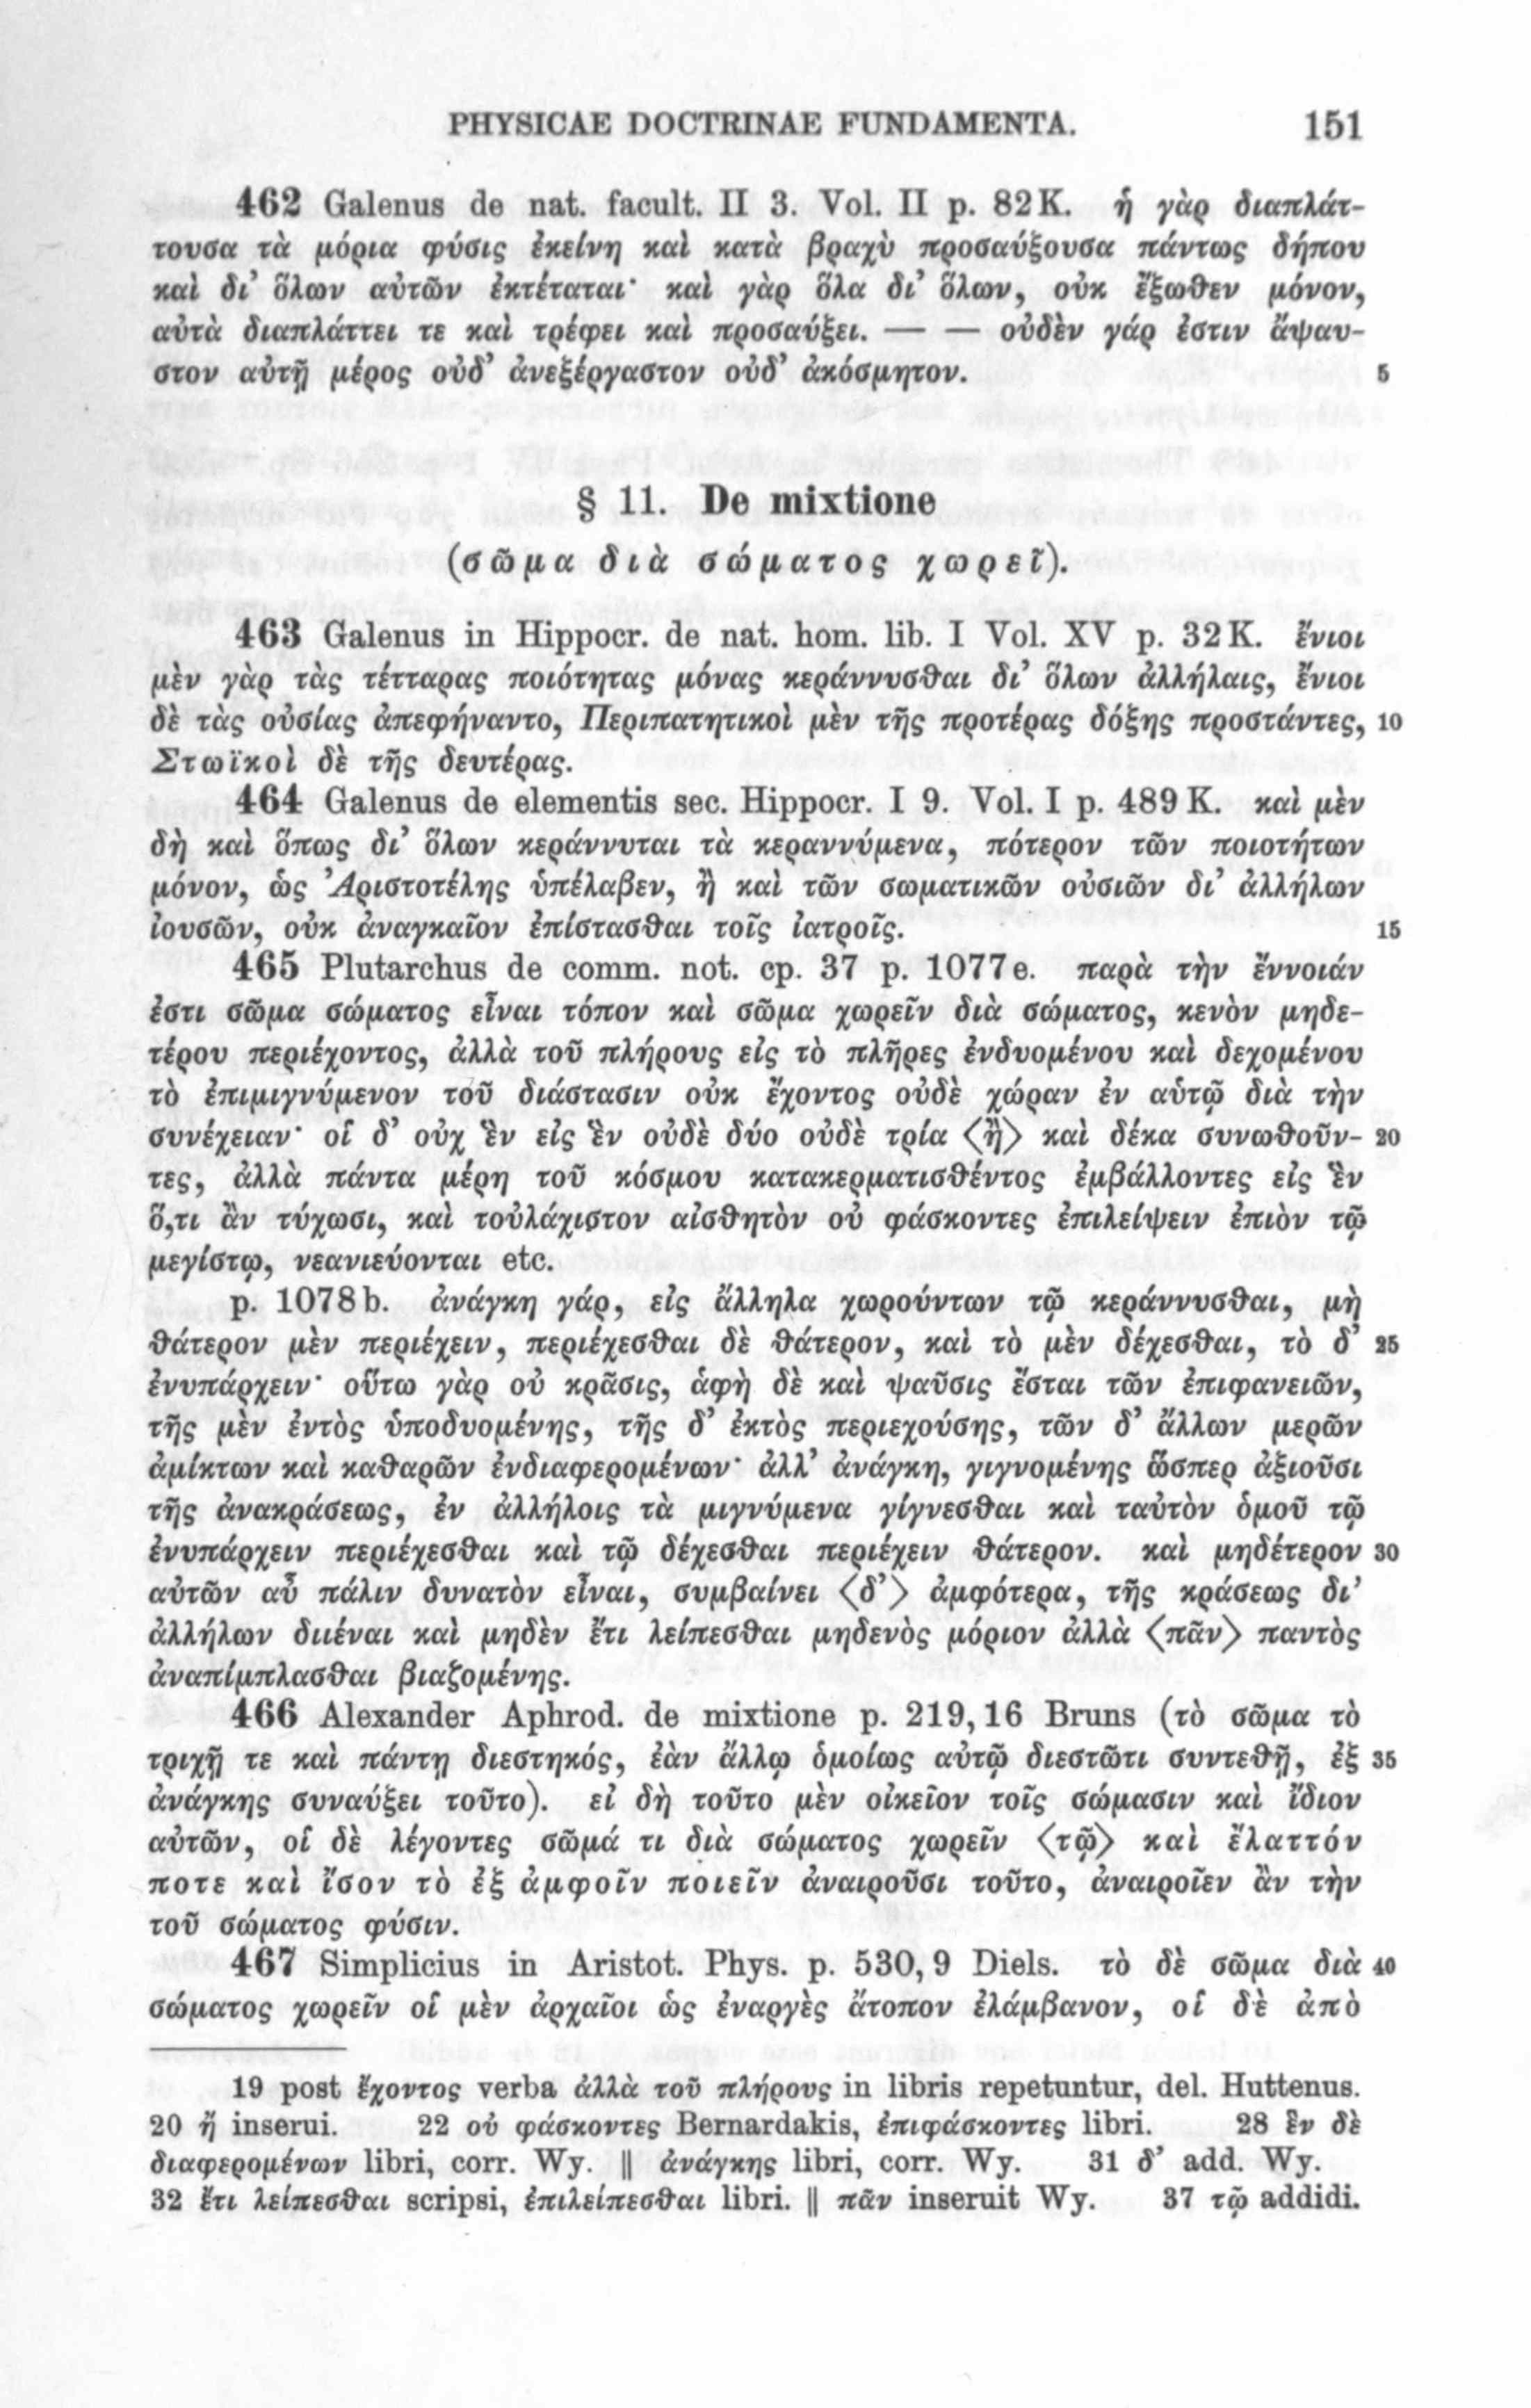 PHYSICAE DOCTRINAE FUNDAMENTA. 151
462 Galenus de nat. facult. II 3. Vol. II p. 82 K. ἡ γὰρ διαπλάτ-
τουσα τὰ μόρια φύσις ἐκείνη καὶ κατὰ βραχὺ προσαύξουσα πάντως δήπου
καὶ δι’ ὅλων αὐτῶν ἐκτέταται· καὶ γὰρ ὅλα δι’ ὅλων, οὐκ ἔξωθεν μόνον,
αὐτὰ διαπλάττει τε καὶ τρέφει καὶ προσαύξει. — — οὐδὲν γάρ ἐστιν ἄψαυ-
στον αὐτῇ μέρος οὐδ’ ἀνεξέργαστον οὐδ’ ἀκόσμητον. 5
§ 11. De mixtione
(σῶμα διὰ σώματος χωρεῖ).
463 Galenus in Hippocr. de nat. hom. lib. I Vol. XV p. 32 K. ἔνιοι
μὲν γὰρ τὰς τέτταρας ποιότητας μόνας κεράννυσθαι δι’ ὅλων ἀλλήλαις, ἔνιοι
δὲ τὰς οὐσίας ἀπεφήναντο, Περιπατητικοὶ μὲν τῆς προτέρας δόξης προστάντες, 10
Στωϊκοὶ δὲ τῆς δευτέρας.
464 Galenus de elementis sec. Hippocr. I 9. Vol. I p. 489 K. καὶ μὲν
δὴ καὶ ὅπως δι’ ὅλων κεράννυται τὰ κεραννύμενα, πότερον τῶν ποιοτήτων
μόνον, ὡς Ἀριστοτέλης ὑπέλαβεν, ἢ καὶ τῶν σωματικῶν οὐσιῶν δι’ ἀλλήλων
ἰουσῶν, οὐκ ἀναγκαῖον ἐπίστασθαι τοῖς ἰατροῖς. 15
465 Plutarchus de comm. not. cp. 37 p. 1077 e. παρὰ τὴν ἔννοιάν
ἐστι σῶμα σώματος εἶναι τόπον καὶ σῶμα χωρεῖν διὰ σώματος, κενὸν μηδε-
τέρου περιέχοντος, ἀλλὰ τοῦ πλήρους εἰς τὸ πλῆρες ἐνδυομένου καὶ δεχομένου
τὸ ἐπιμιγνύμενον τοῦ διάστασιν οὐκ ἔχοντος οὐδὲ χώραν ἐν αὑτῷ διὰ τὴν
συνέχειαν· οἱ δ’ οὐχ ἓν εἰς ἓν οὐδὲ δύο οὐδὲ τρία ⟨ἢ⟩ καὶ δέκα συνωθοῦν- 20
τες, ἀλλὰ πάντα μέρη τοῦ κόσμου κατακερματισθέντος ἐμβάλλοντες εἰς ἓν
ὅ,τι ἂν τύχωσι, καὶ τοὐλάχιστον αἰσθητὸν οὐ φάσκοντες ἐπιλείψειν ἐπιὸν τῷ
μεγίστῳ, νεανιεύονται etc.
p. 1078 b. ἀνάγκη γάρ, εἰς ἄλληλα χωρούντων τῷ κεράννυσθαι, μὴ
θάτερον μὲν περιέχειν, περιέχεσθαι δὲ θάτερον, καὶ τὸ μὲν δέχεσθαι, τὸ δ’ 25
ἐνυπάρχειν· οὕτω γὰρ οὐ κρᾶσις, ἁφὴ δὲ καὶ ψαῦσις ἔσται τῶν ἐπιφανειῶν,
τῆς μὲν ἐντὸς ὑποδυομένης, τῆς δ’ ἐκτὸς περιεχούσης, τῶν δ’ ἄλλων μερῶν
ἀμίκτων καὶ καθαρῶν ἐνδιαφερομένων· ἀλλ’ ἀνάγκη, γιγνομένης ὥσπερ ἀξιοῦσι
τῆς ἀνακράσεως, ἐν ἀλλήλοις τὰ μιγνύμενα γίγνεσθαι καὶ ταὐτὸν ὁμοῦ τῷ
ἐνυπάρχειν περιέχεσθαι καὶ τῷ δέχεσθαι περιέχειν θάτερον. καὶ μηδέτερον 30
αὐτῶν αὖ πάλιν δυνατὸν εἶναι, συμβαίνει ⟨δ’⟩ ἀμφότερα, τῆς κράσεως δι’
ἀλλήλων διιέναι καὶ μηδὲν ἔτι λείπεσθαι μηδενὸς μόριον ἀλλὰ ⟨πᾶν⟩ παντὸς
ἀναπίμπλασθαι βιαζομένης.
466 Alexander Aphrod. de mixtione p. 219, 16 Bruns (τὸ σῶμα τὸ
τριχῇ τε καὶ πάντῃ διεστηκός, ἐὰν ἄλλῳ ὁμοίως αὐτῷ διεστῶτι συντεθῇ, ἐξ 35
ἀνάγκης συναύξει τοῦτο). εἰ δὴ τοῦτο μὲν οἰκεῖον τοῖς σώμασιν καὶ ἴδιον
αὐτῶν, οἱ δὲ λέγοντες σῶμά τι διὰ σώματος χωρεῖν ⟨τῷ⟩ καὶ ἔλαττόν
ποτε καὶ ἴσον τὸ ἐξ ἀμφοῖν ποιεῖν ἀναιροῦσι τοῦτο, ἀναιροῖεν ἂν τὴν
τοῦ σώματος φύσιν.
467 Simplicius in Aristot. Phys. p. 530, 9 Diels. τὸ δὲ σῶμα διὰ 40
σώματος χωρεῖν οἱ μὲν ἀρχαῖοι ὡς ἐναργὲς ἄτοπον ἐλάμβανον, οἱ δὲ ἀπὸ
19 post ἔχοντος verba ἀλλὰ τοῦ πλήρους in libris repetuntur, del. Huttenus.
20 ἤ inserui. 22 οὐ φάσκοντες Bernardakis, ἐπιφάσκοντες libri. 28 ἓν δὲ
διαφερομένων libri, corr. Wy. || ἀνάγκης libri, corr. Wy. 31 δ’ add. Wy.
32 ἔτι λείπεσθαι scripsi, ἐπιλείπεσθαι libri. || πᾶν inseruit Wy. 37 τῷ addidi.